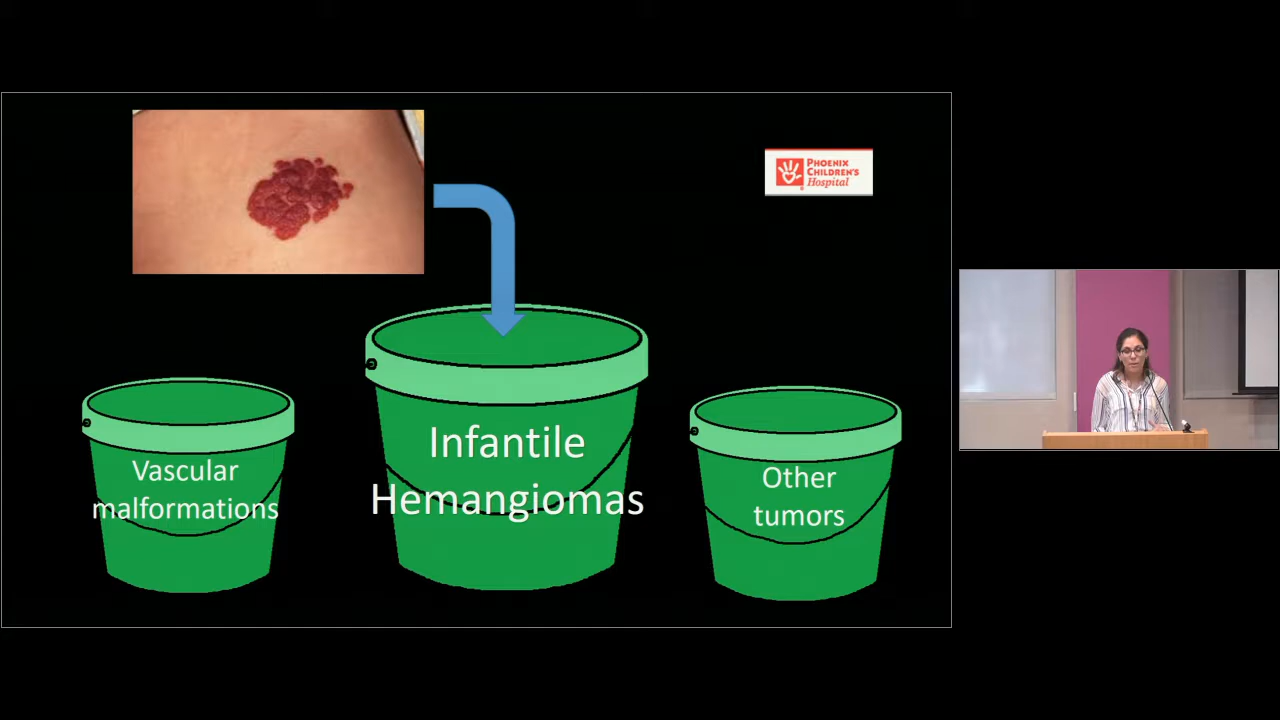 PHOENIX
CHILDREN'S
Hospital
Infantile
Hemangiomas
Vascular
malformations
Other
tumors